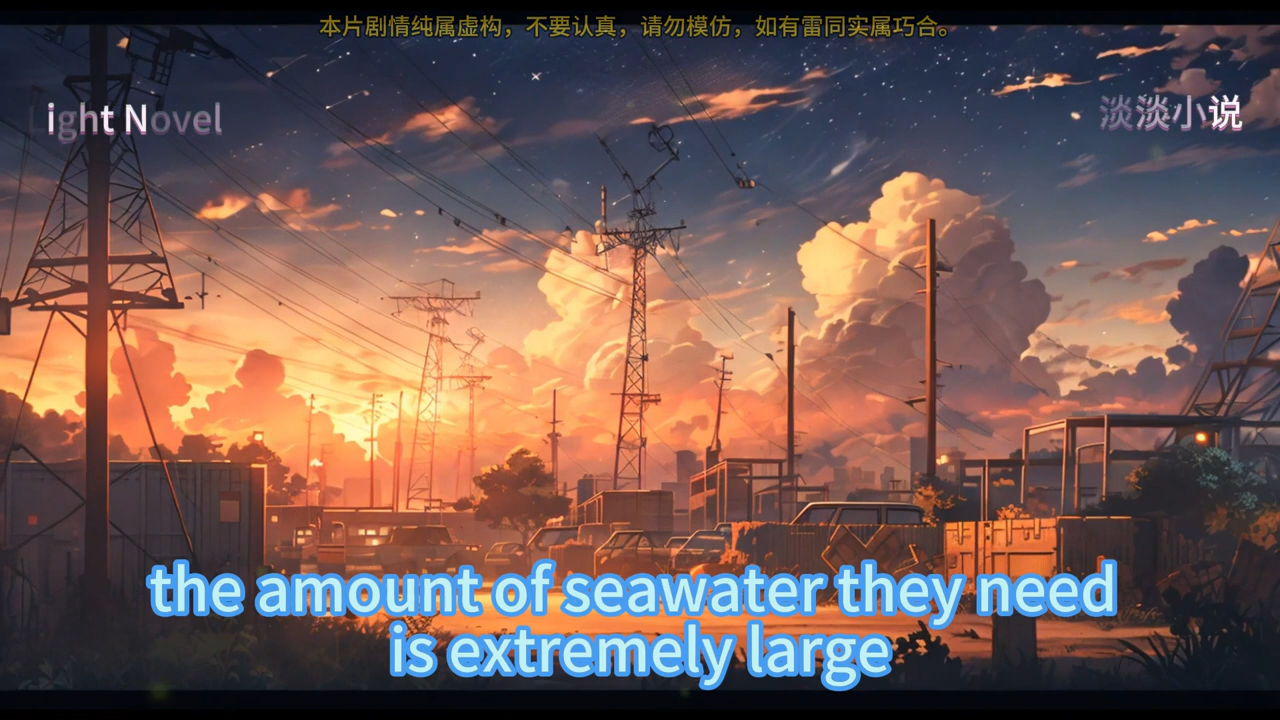 本片剧情纯属虚构，不要认真，请勿模仿，如有雷同实属巧合。
Light Novel
淡淡小说
the amount of seawater they need
is extremely large